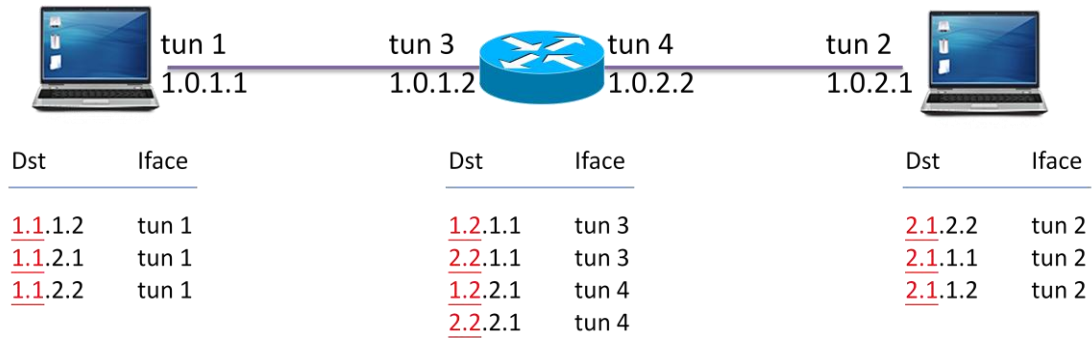 tun 1 tun 3 tun 4 tun 2
1.0.1.1 1.0.1.2 1.0.2.2 1.0.2.1
Dst Iface
1.1.1.2 tun 1
1.1.2.1 tun 1
1.1.2.2 tun 1
Dst Iface
1.2.1.1 tun 3
2.2.1.1 tun 3
1.2.2.1 tun 4
2.2.2.1 tun 4
Dst Iface
2.1.2.2 tun 2
2.1.1.1 tun 2
2.1.1.2 tun 2